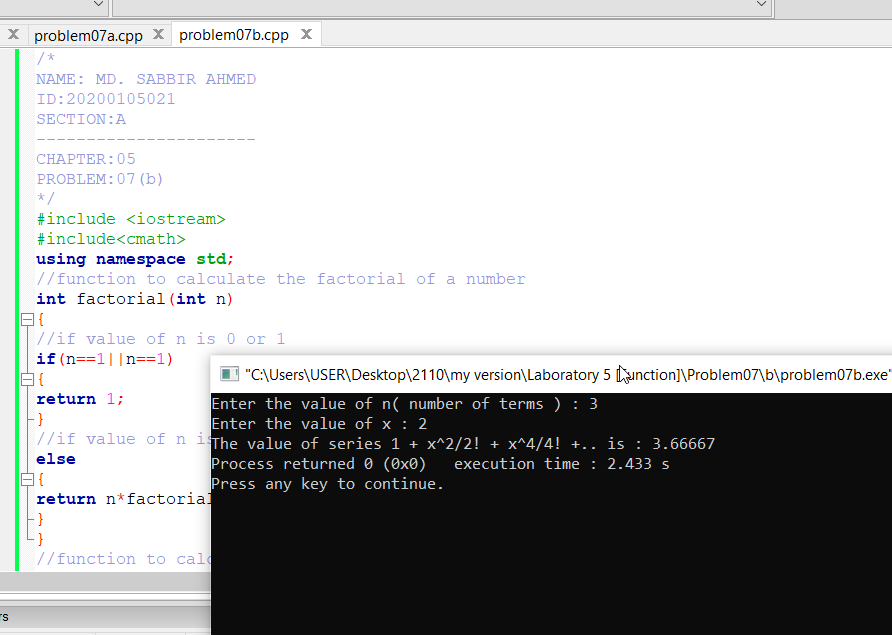 problem07a.cpp X problem07b.cpp X
/*
NAME: MD. SABBIR AHMED
ID:20200105021
SECTION:A
----------------------
CHAPTER:05
PROBLEM:07(b)
*/
#include <iostream>
#include<cmath>
using namespace std;
//function to calculate the factorial of a number
int factorial(int n)
{
//if value of n is 0 or 1
if(n==1||n==1)
{
return 1;
}
//if value of n is
else
{
return n*factorial
}
}
//function to calc
"C:\Users\USER\Desktop\2110\my version\Laboratory 5 [function]\Problem07\b\problem07b.exe"
Enter the value of n( number of terms ) : 3
Enter the value of x : 2
The value of series 1 + x^2/2! + x^4/4! +.. is : 3.66667
Process returned 0 (0x0)   execution time : 2.433 s
Press any key to continue.
rs